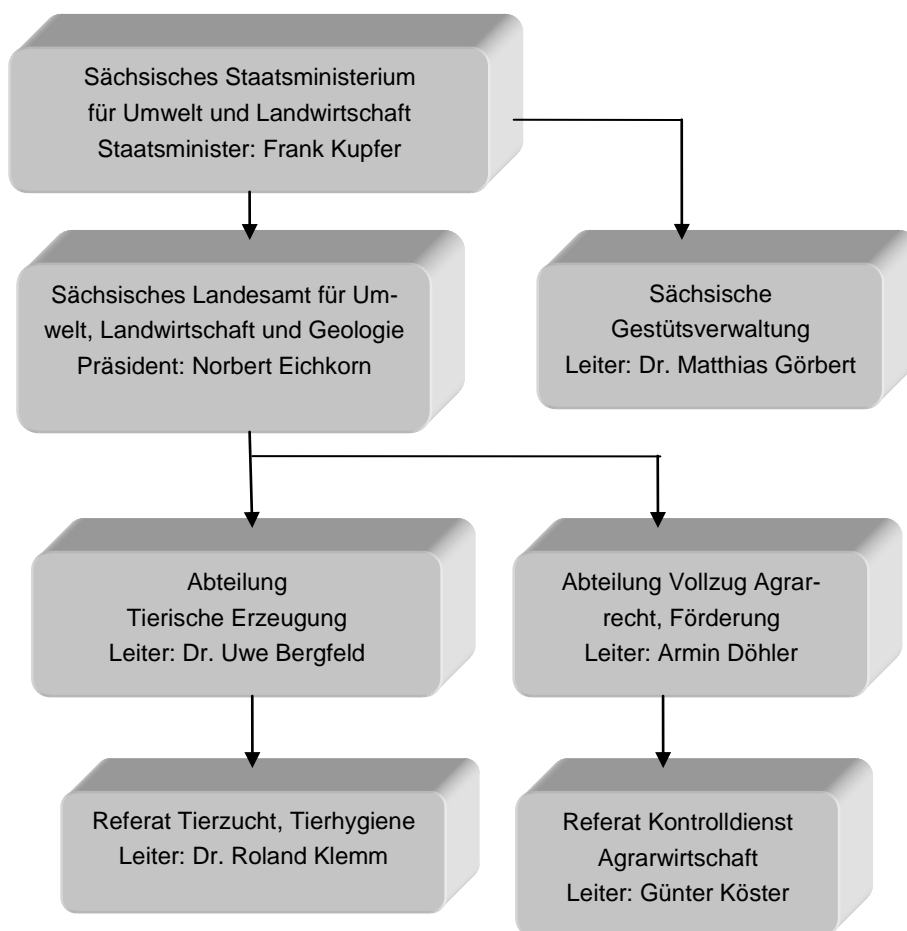 Sächsisches Staatsministerium
für Umwelt und Landwirtschaft
Staatsminister: Frank Kupfer
Sächsisches Landesamt für Um-
welt, Landwirtschaft und Geologie
Präsident: Norbert Eichkorn
Sächsische
Gestütsverwaltung
Leiter: Dr. Matthias Görbert
Abteilung
Tierische Erzeugung
Leiter: Dr. Uwe Bergfeld
Abteilung Vollzug Agrar-
recht, Förderung
Leiter: Armin Döhler
Referat Tierzucht, Tierhygiene
Leiter: Dr. Roland Klemm
Referat Kontrolldienst
Agrarwirtschaft
Leiter: Günter Köster